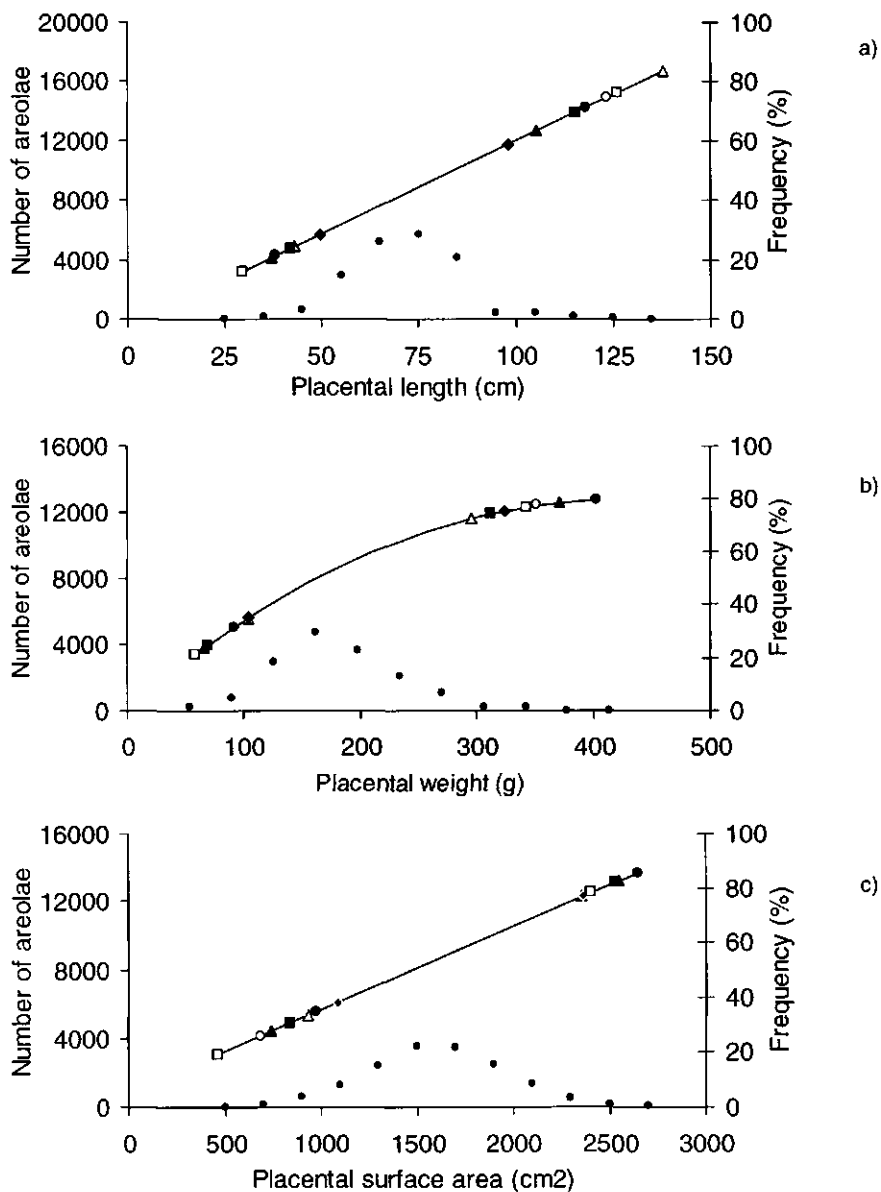 a)
Number of areolae
20000
16000
12000
8000
4000
0
100
80
60
40
20
0
Frequency (%)
0 25 50 75 100 125 150
Placental length (cm)
b)
Number of areolae
16000
12000
8000
4000
0
100
80
60
40
20
0
Frequency (%)
0 100 200 300 400 500
Placental weight (g)
c)
Number of areolae
16000
12000
8000
4000
0
100
80
60
40
20
0
Frequency (%)
0 500 1000 1500 2000 2500 3000
Placental surface area (cm2)